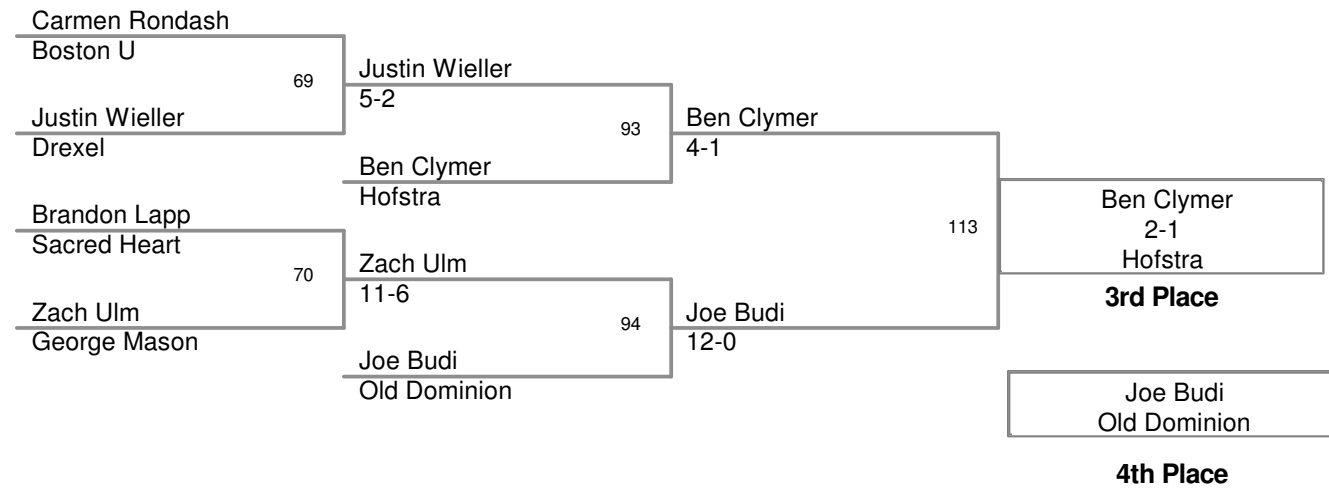 Carmen Rondash
Boston U
69
Justin Wieller
5-2
Justin Wieller
Drexel
93
Ben Clymer
4-1
Ben Clymer
Hofstra
Brandon Lapp
Sacred Heart
70
Zach Ulm
11-6
Zach Ulm
George Mason
94
Joe Budi
12-0
Joe Budi
Old Dominion
113
Ben Clymer
2-1
Hofstra
3rd Place
Joe Budi
Old Dominion
4th Place